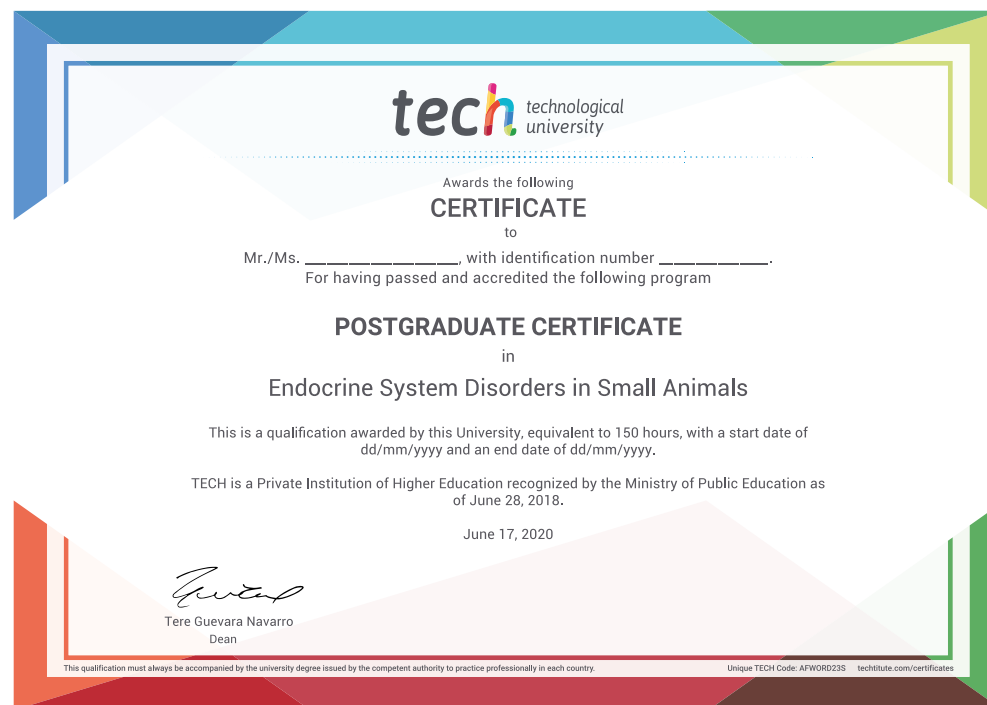 tech technological
university
Awards the following
CERTIFICATE
to
Mr./Ms. _________________, with identification number ____________.
For having passed and accredited the following program
POSTGRADUATE CERTIFICATE
in
Endocrine System Disorders in Small Animals
This is a qualification awarded by this University, equivalent to 150 hours, with a start date of
dd/mm/yyyy and an end date of dd/mm/yyyy.
TECH is a Private Institution of Higher Education recognized by the Ministry of Public Education as
of June 28, 2018.
June 17, 2020
Tere Guevara Navarro
Dean
This qualification must always be accompanied by the university degree issued by the competent authority to practice professionally in each country.
Unique TECH Code: AFWORD23S techtitute.com/certificates